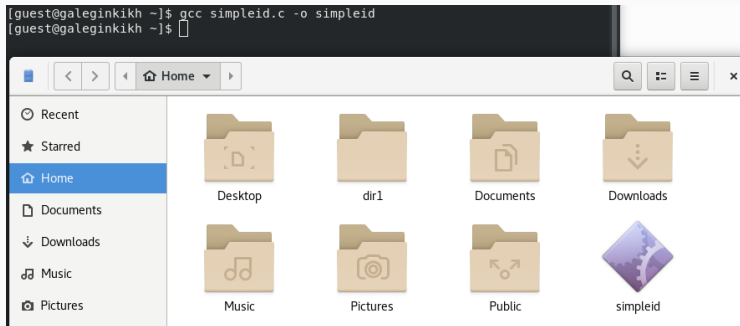 [guest@galeginkikh ~]$ gcc simpleid.c -o simpleid
[guest@galeginkikh ~]$
Home
Recent
Starred
Home
Documents
Downloads
Music
Pictures
Desktop
dir1
Documents
Downloads
Music
Pictures
Public
simpleid